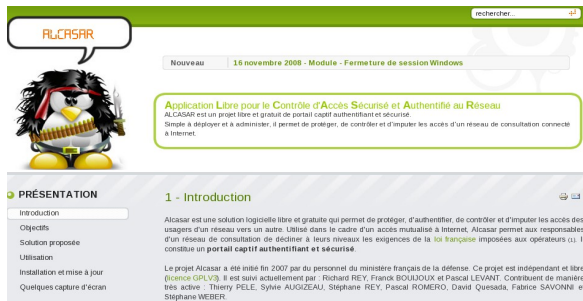 rechercher...
ALCASAR
Nouveau
16 novembre 2008 - Module - Fermeture de session Windows
Application Libre pour le Contrôle d'Accès Sécurisé et Authentifié au Réseau
ALCASAR est un projet libre et gratuit de portail captif authentifiant et sécurisé.
Simple à déployer et à administrer, il permet de protéger, de contrôler et d'imputer les accès d'un réseau de consultation connecté
à Internet.
PRÉSENTATION
Introduction
Objectifs
Solution proposée
Utilisation
Installation et mise à jour
Quelques capture d'écran
1 - Introduction
Alcasar est une solution logicielle libre et gratuite qui permet de protéger, d'authentifier, de contrôler et d'imputer les accès des
usagers d'un réseau vers un autre. Utilisé dans le cadre d'un accès mutualisé à Internet, Alcasar permet aux responsables
d'un réseau de consultation de décliner à leurs niveaux les exigences de la loi française imposées aux opérateurs (1).
constitue un portail captif authentifiant et sécurisé.
Le projet Alcasar a été initié fin 2007 par du personnel du ministère français de la défense. Ce projet est indépendant et libre
(licence GPLV3). Il est suivi actuellement par : Richard REY, Franck BOUIJOUX et Pascal LEVANT. Contribuent de manière
très active : Thierry PELE, Sylvie AUGIZEAU, Stéphane REY, Pascal ROMERO, David Quesada, Fabrice SAVONNI e
Stéphane WEBER.